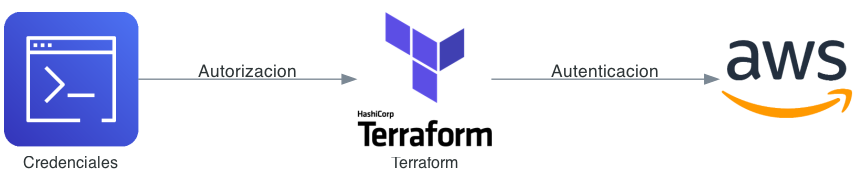 Autorizacion
Autenticacion
aws
HashiCorp
Terraform
Credenciales
Terraform